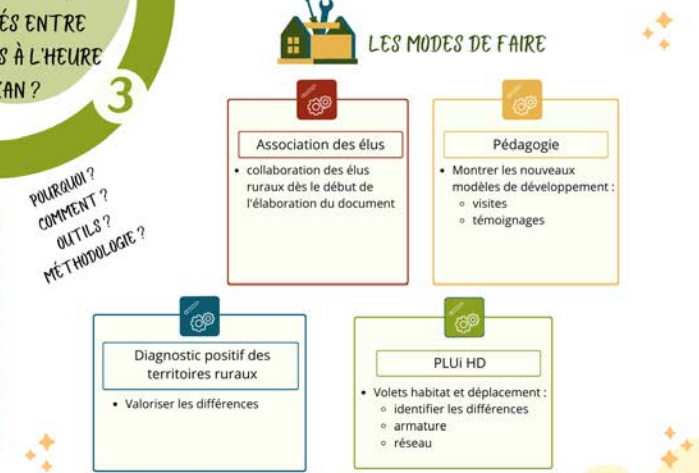 ÉS ENTRE
S À L'HEURE
ZAN ?
3
LES MODES DE FAIRE
POURQUOI ?
COMMENT ?
OUTILS ?
MÉTHODOLOGIE ?
Association des élus
• collaboration des élus
ruraux dès le début de
l'élaboration du document
Pédagogie
• Montrer les nouveaux
modèles de développement :
◦ visites
◦ témoignages
Diagnostic positif des
territoires ruraux
• Valoriser les différences
PLUi HD
• Volets habitat et déplacement :
◦ identifier les différences
◦ armature
◦ réseau